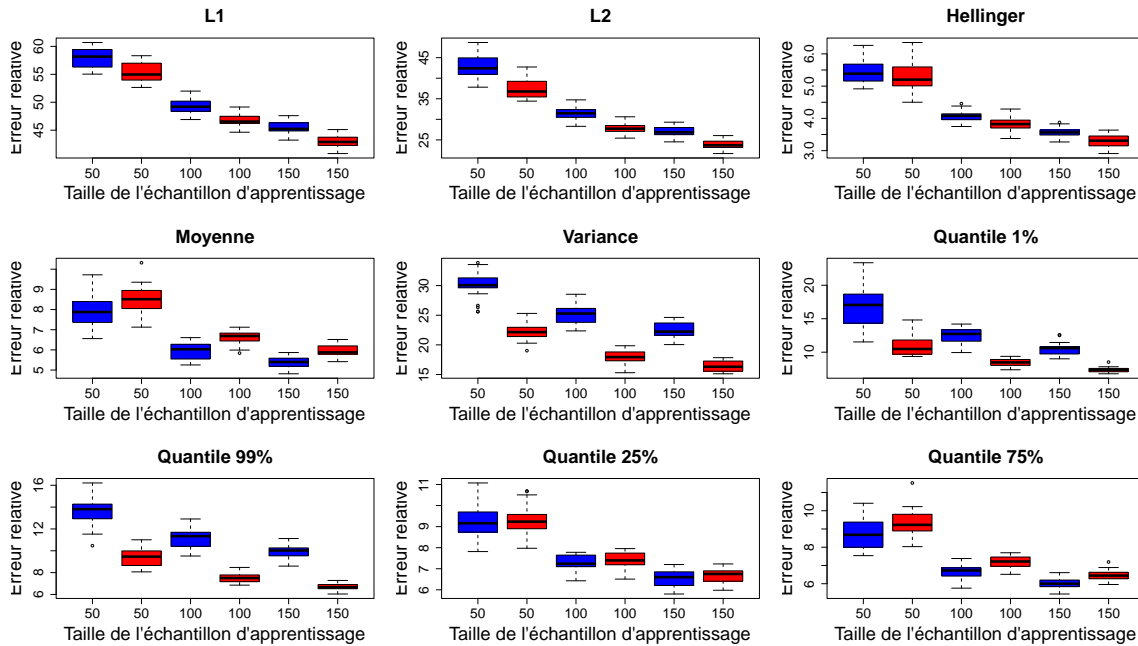 L1
Erreur relative
45 50 55 60
50 50 100 100 150 150
Taille de l'échantillon d'apprentissage
L2
Erreur relative
25 35 45
50 50 100 100 150 150
Taille de l'échantillon d'apprentissage
Hellinger
Erreur relative
3.0 4.0 5.0 6.0
50 50 100 100 150 150
Taille de l'échantillon d'apprentissage
Moyenne
Erreur relative
5 6 7 8 9
50 50 100 100 150 150
Taille de l'échantillon d'apprentissage
Variance
Erreur relative
15 20 25 30
50 50 100 100 150 150
Taille de l'échantillon d'apprentissage
Quantile 1%
Erreur relative
10 15 20
50 50 100 100 150 150
Taille de l'échantillon d'apprentissage
Quantile 99%
Erreur relative
6 8 10 12 16
50 50 100 100 150 150
Taille de l'échantillon d'apprentissage
Quantile 25%
Erreur relative
6 7 8 9 11
50 50 100 100 150 150
Taille de l'échantillon d'apprentissage
Quantile 75%
Erreur relative
6 8 10
50 50 100 100 150 150
Taille de l'échantillon d'apprentissage